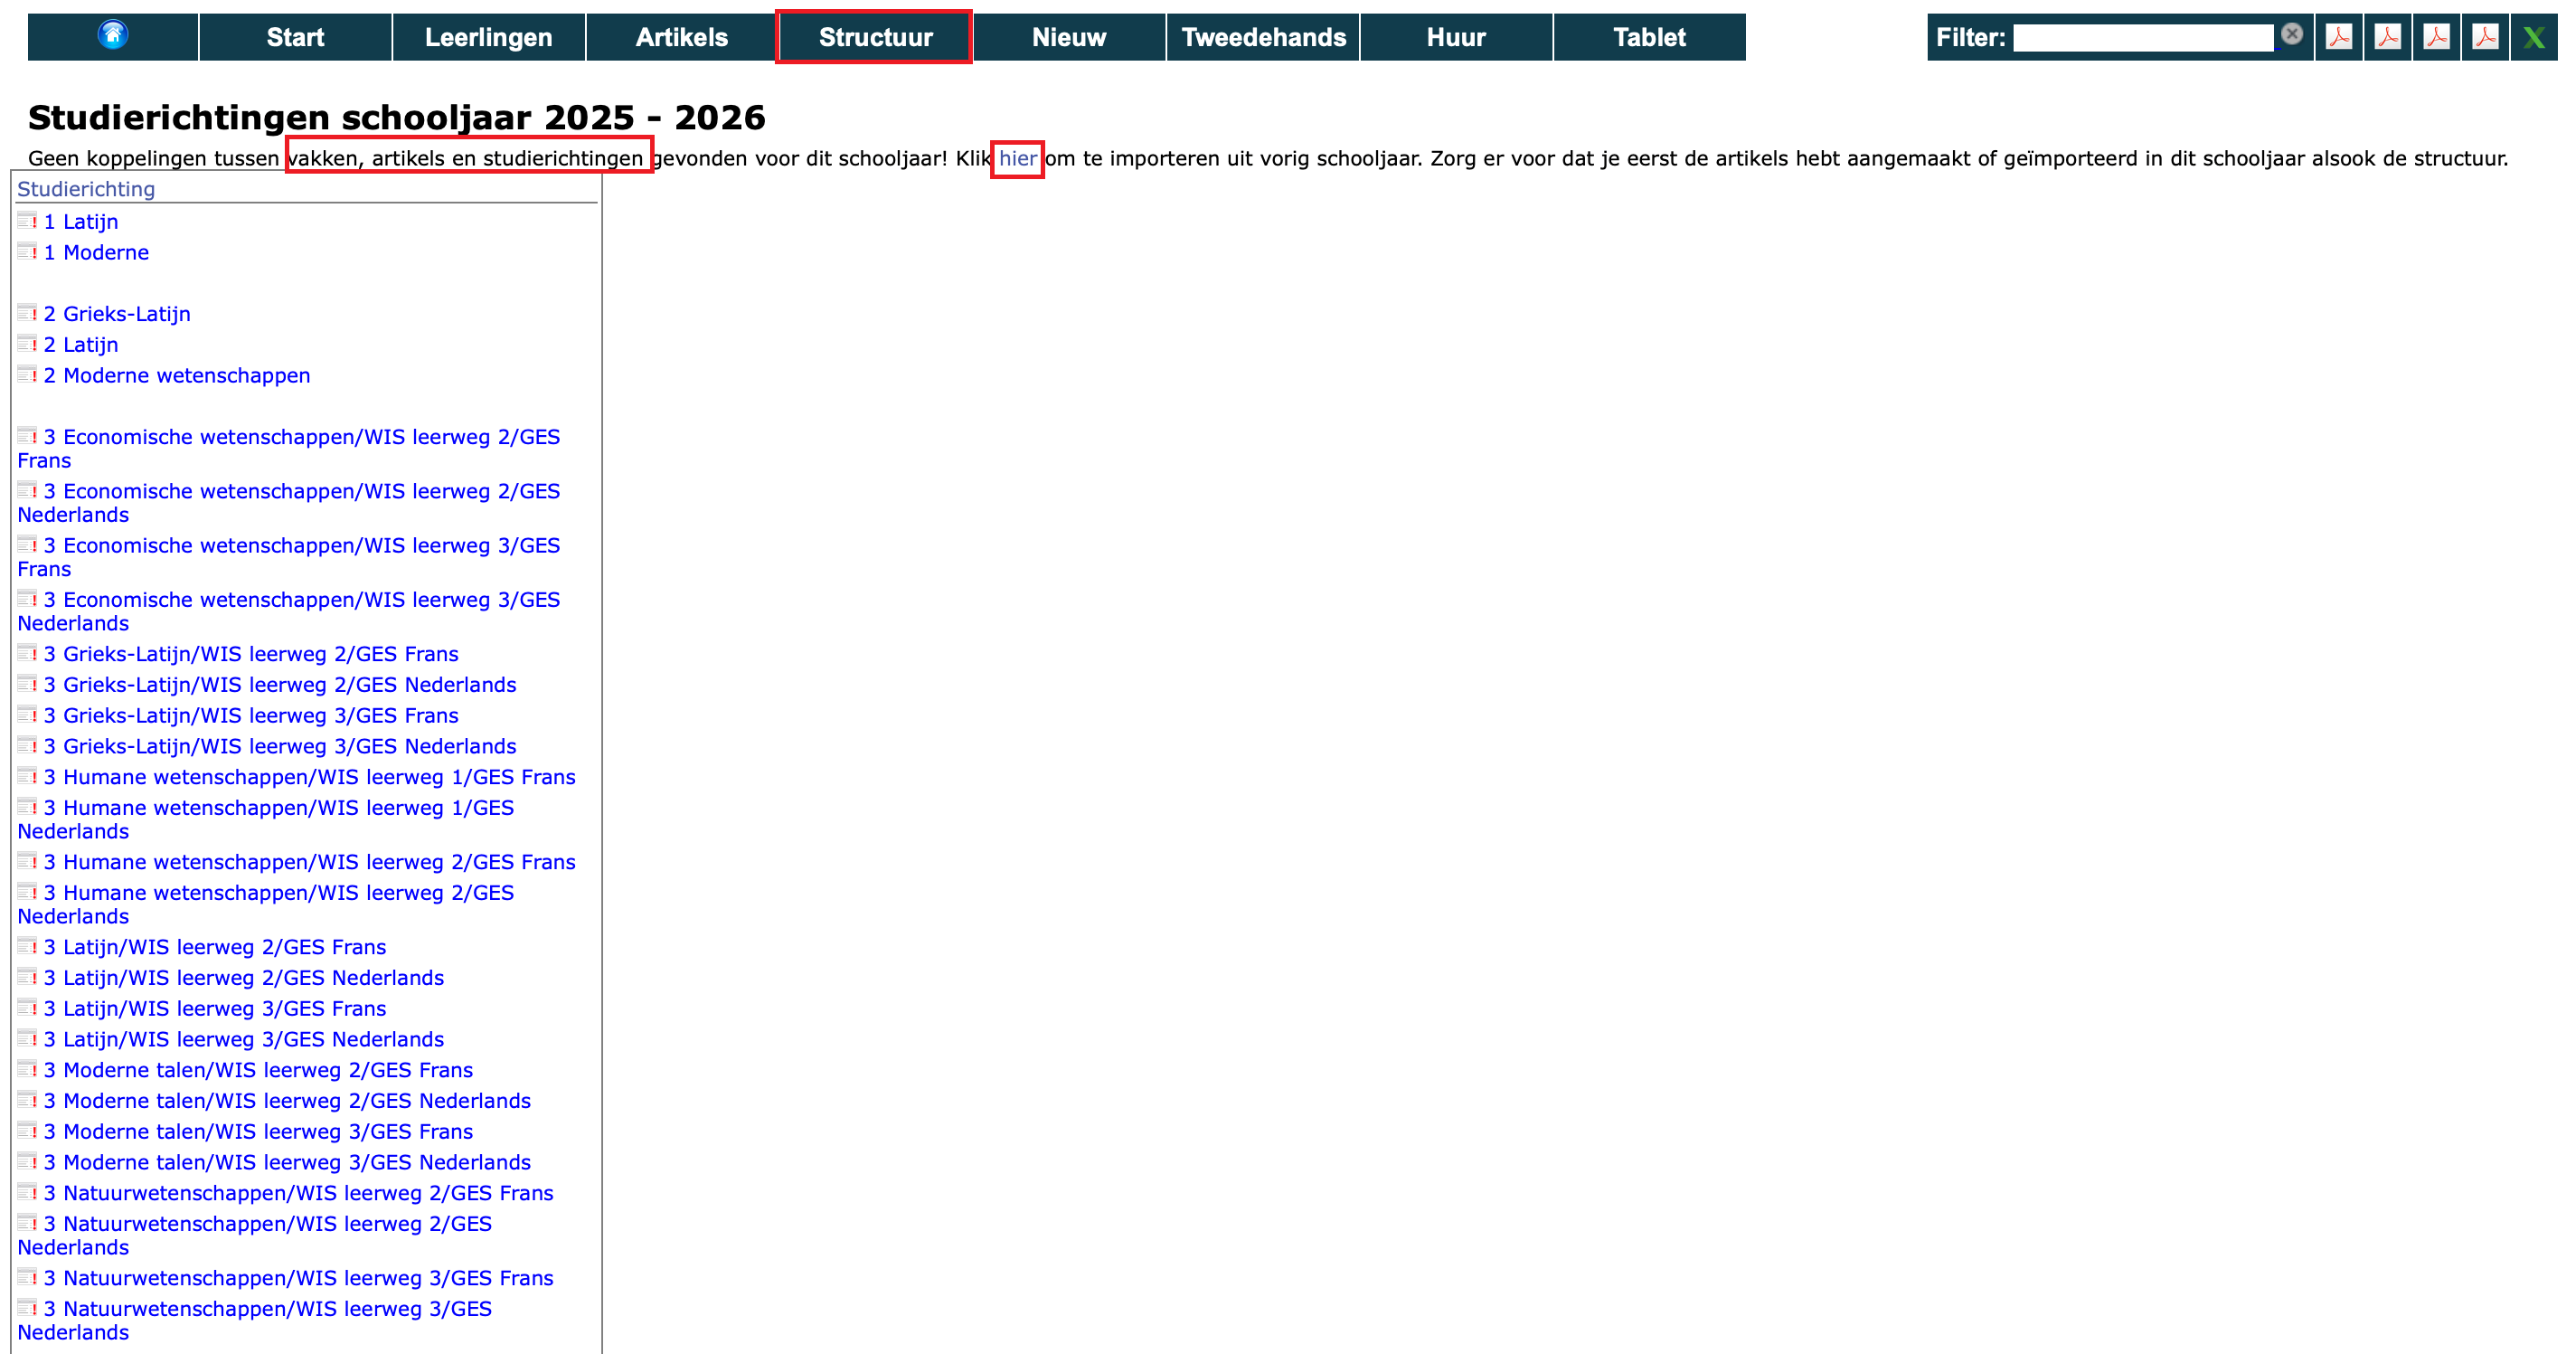 Start Leerlingen Artikels Structuur Nieuw Tweedehands Huur Tablet Filter:
Studierichtingen schooljaar 2025 - 2026
Geen koppelingen tussen vakken, artikels en studierichtingen gevonden voor dit schooljaar! Klik hier om te importeren uit vorig schooljaar. Zorg er voor dat je eerst de artikels hebt aangemaakt of geïmporteerd in dit schooljaar alsook de structuur.
Studierichting
1 Latijn
1 Moderne
2 Grieks-Latijn
2 Latijn
2 Moderne wetenschappen
3 Economische wetenschappen/WIS leerweg 2/GES
Frans
3 Economische wetenschappen/WIS leerweg 2/GES
Nederlands
3 Economische wetenschappen/WIS leerweg 3/GES
Frans
3 Economische wetenschappen/WIS leerweg 3/GES
Nederlands
3 Grieks-Latijn/WIS leerweg 2/GES Frans
3 Grieks-Latijn/WIS leerweg 2/GES Nederlands
3 Grieks-Latijn/WIS leerweg 3/GES Frans
3 Grieks-Latijn/WIS leerweg 3/GES Nederlands
3 Humane wetenschappen/WIS leerweg 1/GES Frans
3 Humane wetenschappen/WIS leerweg 1/GES
Nederlands
3 Humane wetenschappen/WIS leerweg 2/GES Frans
3 Humane wetenschappen/WIS leerweg 2/GES
Nederlands
3 Latijn/WIS leerweg 2/GES Frans
3 Latijn/WIS leerweg 2/GES Nederlands
3 Latijn/WIS leerweg 3/GES Frans
3 Latijn/WIS leerweg 3/GES Nederlands
3 Moderne talen/WIS leerweg 2/GES Frans
3 Moderne talen/WIS leerweg 2/GES Nederlands
3 Moderne talen/WIS leerweg 3/GES Frans
3 Moderne talen/WIS leerweg 3/GES Nederlands
3 Natuurwetenschappen/WIS leerweg 2/GES Frans
3 Natuurwetenschappen/WIS leerweg 2/GES
Nederlands
3 Natuurwetenschappen/WIS leerweg 3/GES Frans
3 Natuurwetenschappen/WIS leerweg 3/GES
Nederlands